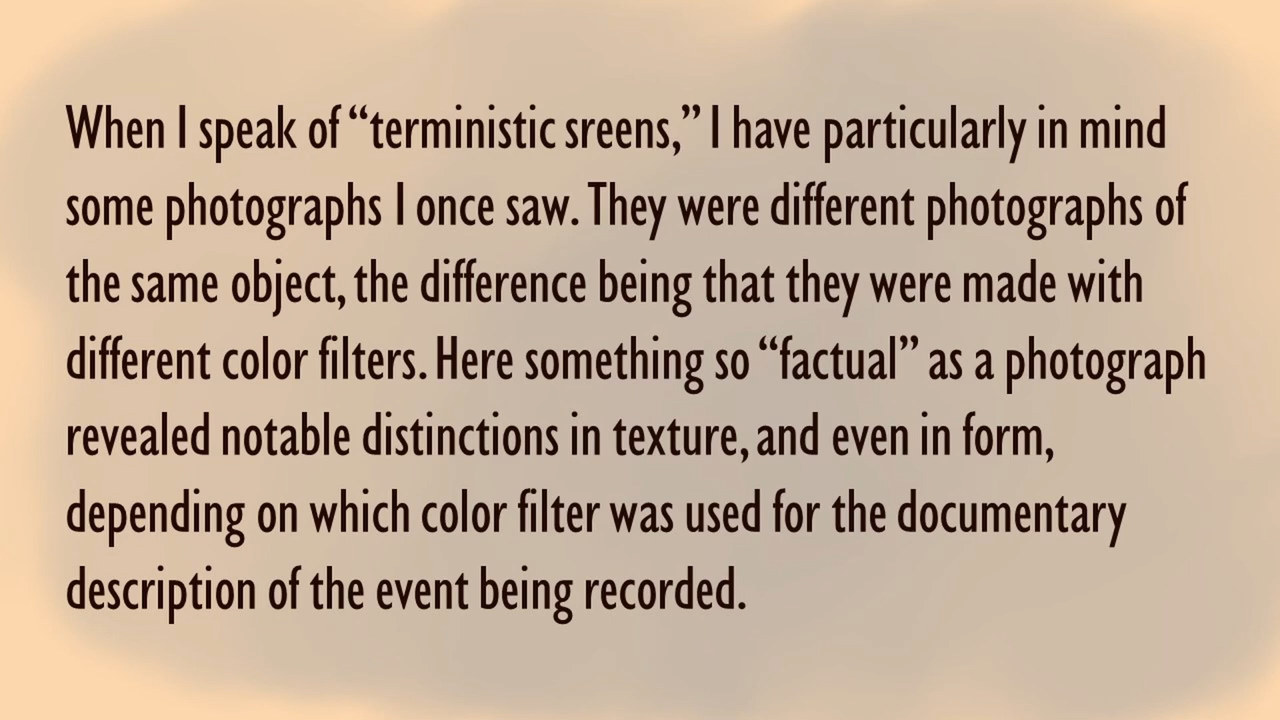 When I speak of “terministic sreens,” I have particularly in mind
some photographs I once saw. They were different photographs of
the same object, the difference being that they were made with
different color filters. Here something so “factual” as a photograph
revealed notable distinctions in texture, and even in form,
depending on which color filter was used for the documentary
description of the event being recorded.